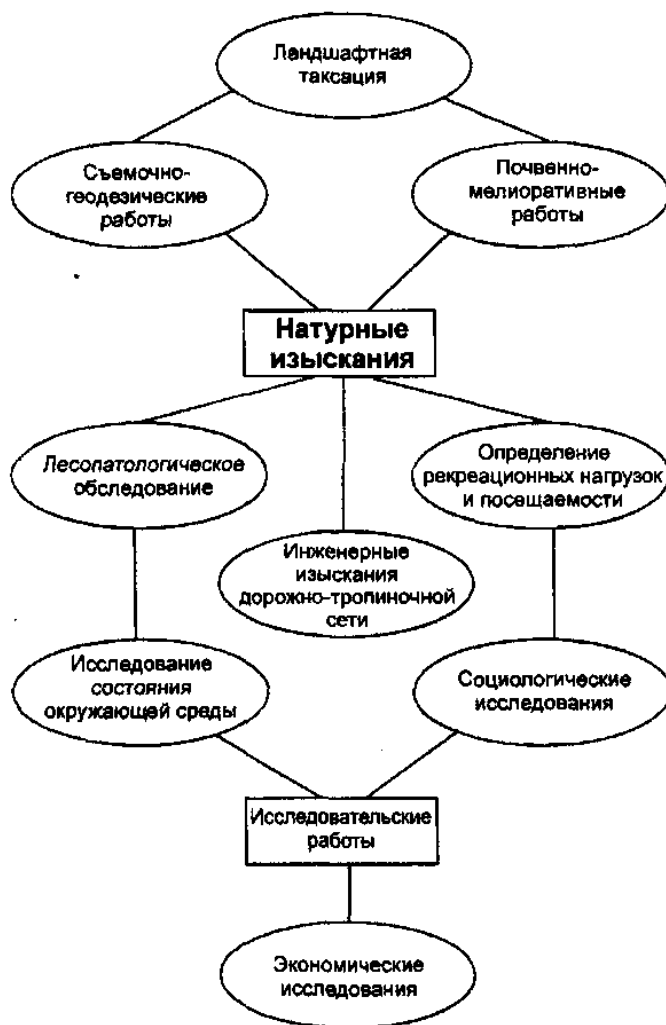 Ландшафтная
таксация
Съемочно-
геодезические
работы
Почвенно-
мелиоративные
работы
Натурные
изыскания
Лесопатологическое
обследование
Определение
рекреационных нагрузок
и посещаемости
Инженерные
изыскания
дорожно-тропиночной
сети
Исследование
состояния
окружающей среды
Социологические
исследования
Исследовательские
работы
Экономические
исследования